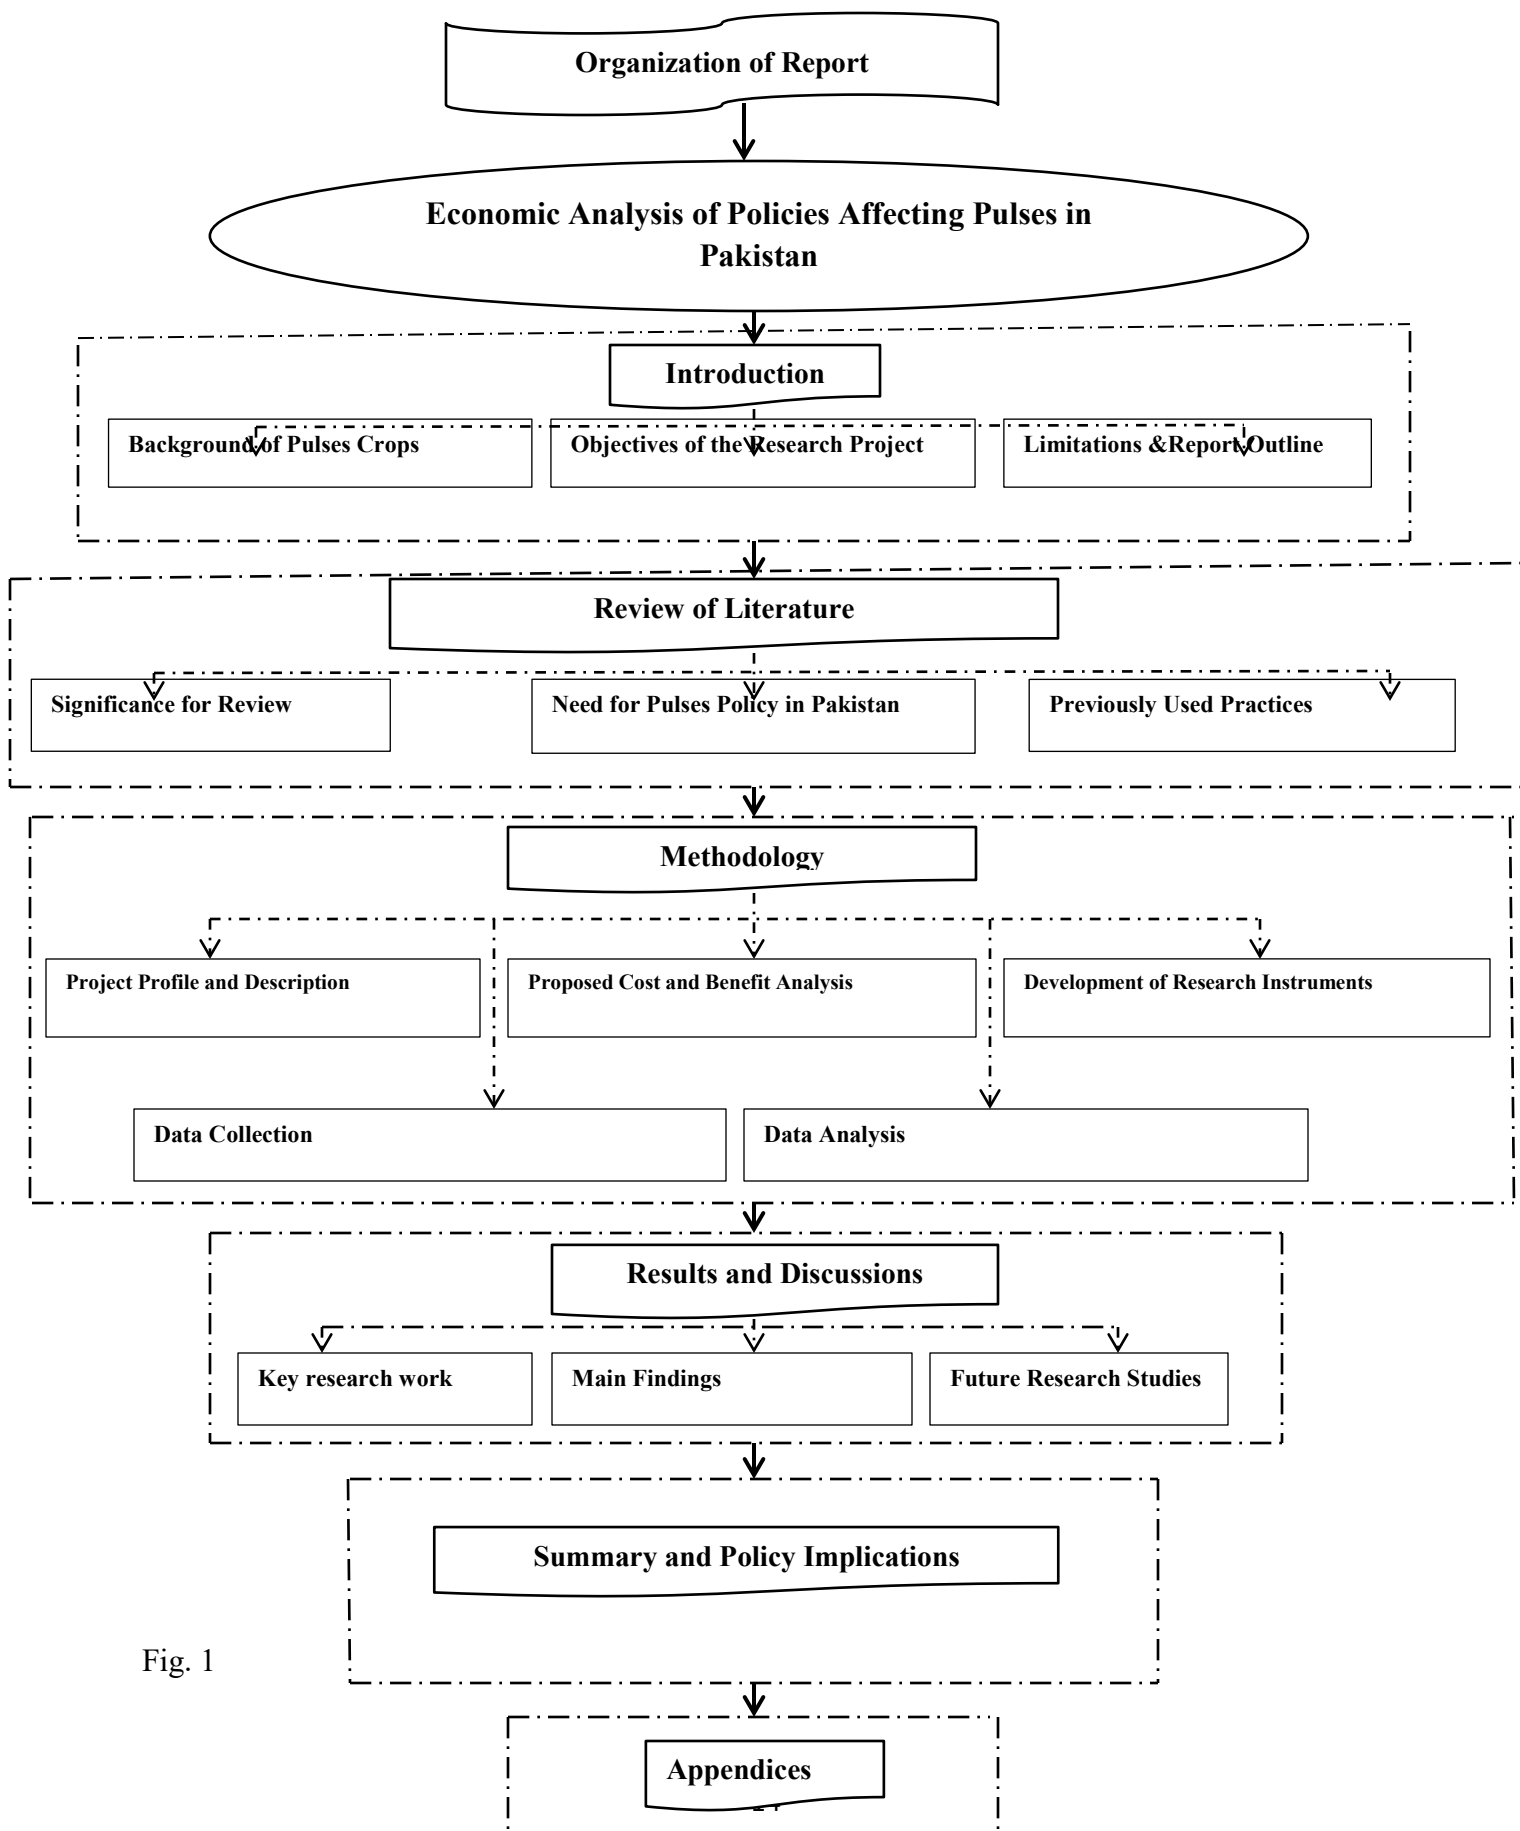 Organization of Report
Economic Analysis of Policies Affecting Pulses in
Pakistan
Introduction
Background of Pulses Crops
Objectives of the Research Project
Limitations &Report Outline
Review of Literature
Significance for Review
Need for Pulses Policy in Pakistan
Previously Used Practices
Methodology
Project Profile and Description
Proposed Cost and Benefit Analysis
Development of Research Instruments
Data Collection
Data Analysis
Results and Discussions
Key research work
Main Findings
Future Research Studies
Summary and Policy Implications
Fig. 1
Appendices